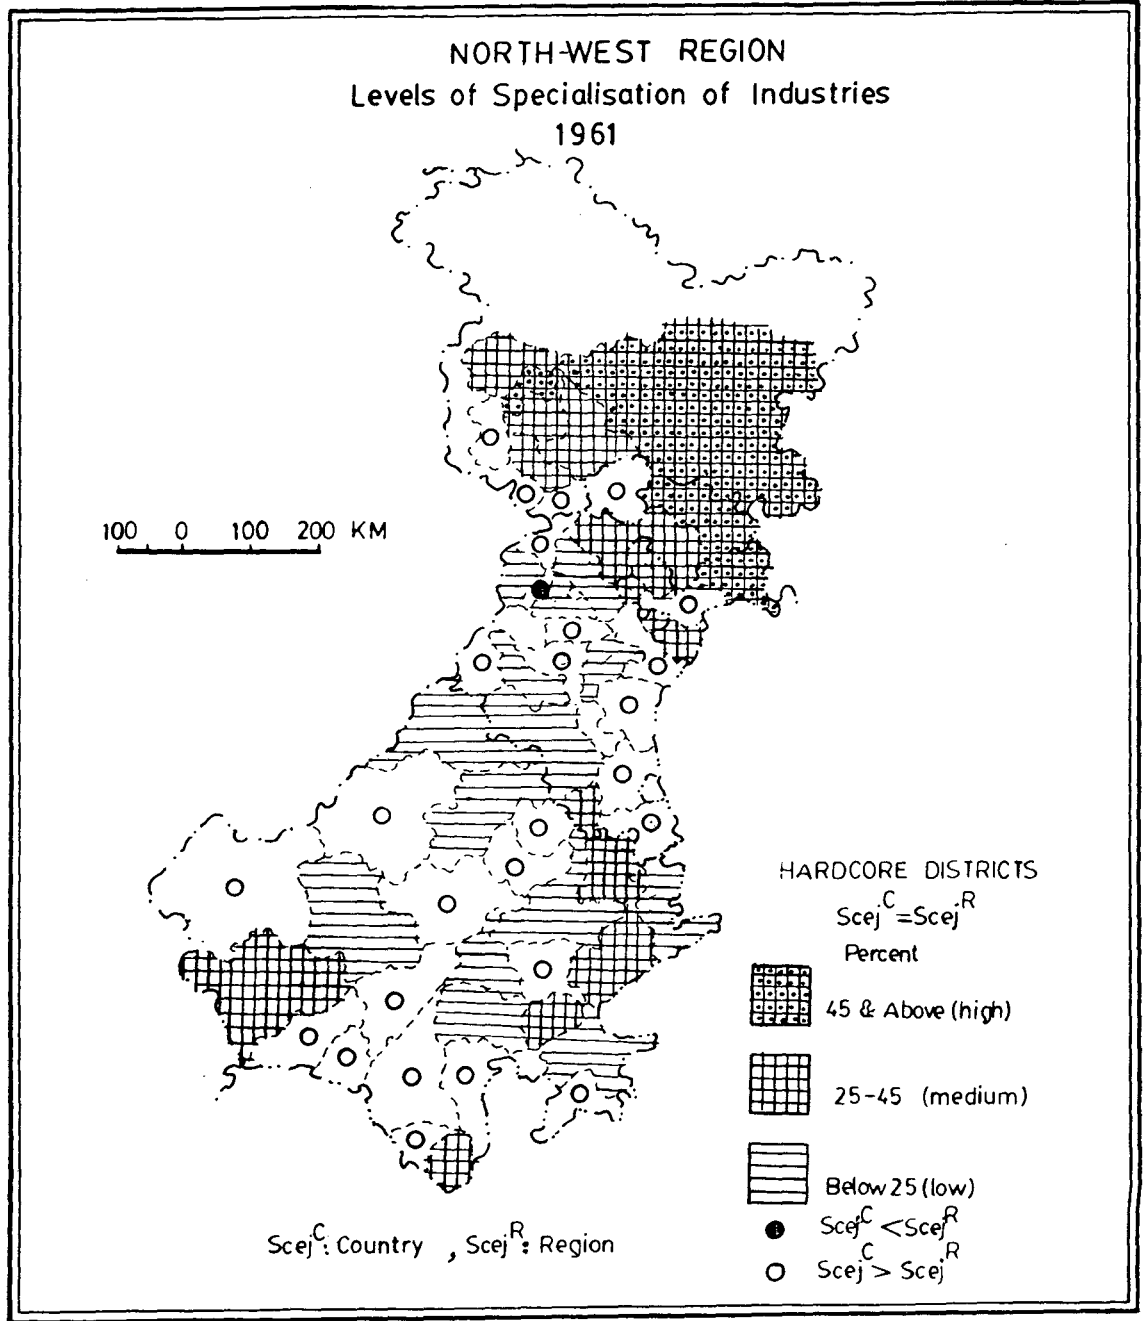 NORTH-WEST REGION
Levels of Specialisation of Industries
1961
100 0 100 200 KM
HARDCORE DISTRICTS
Scej^C = Scej^R
Percent
45 & Above (high)
25-45 (medium)
Below 25 (low)
Scej^C < Scej^R
Scej^C > Scej^R
Scej^C: Country , Scej^R: Region